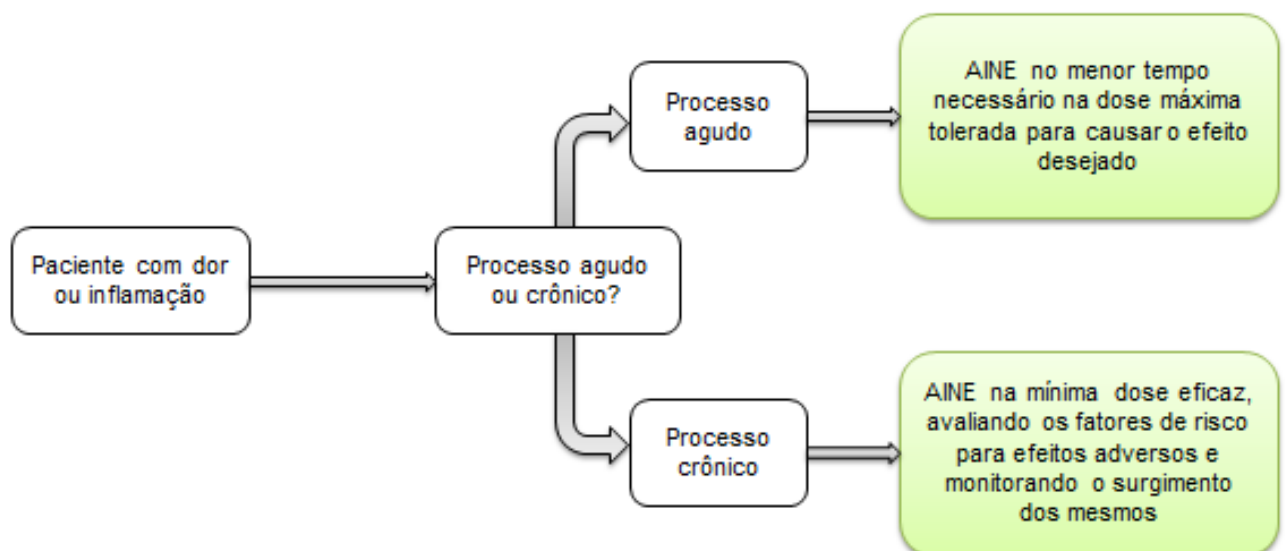 Paciente com dor
ou inflamação
Processo agudo
ou crônico?
Processo
agudo
AINE no menor tempo
necessário na dose máxima
tolerada para causar o efeito
desejado
Processo
crônico
AINE na mínima dose eficaz,
avaliando os fatores de risco
para efeitos adversos e
monitorando o surgimento
dos mesmos